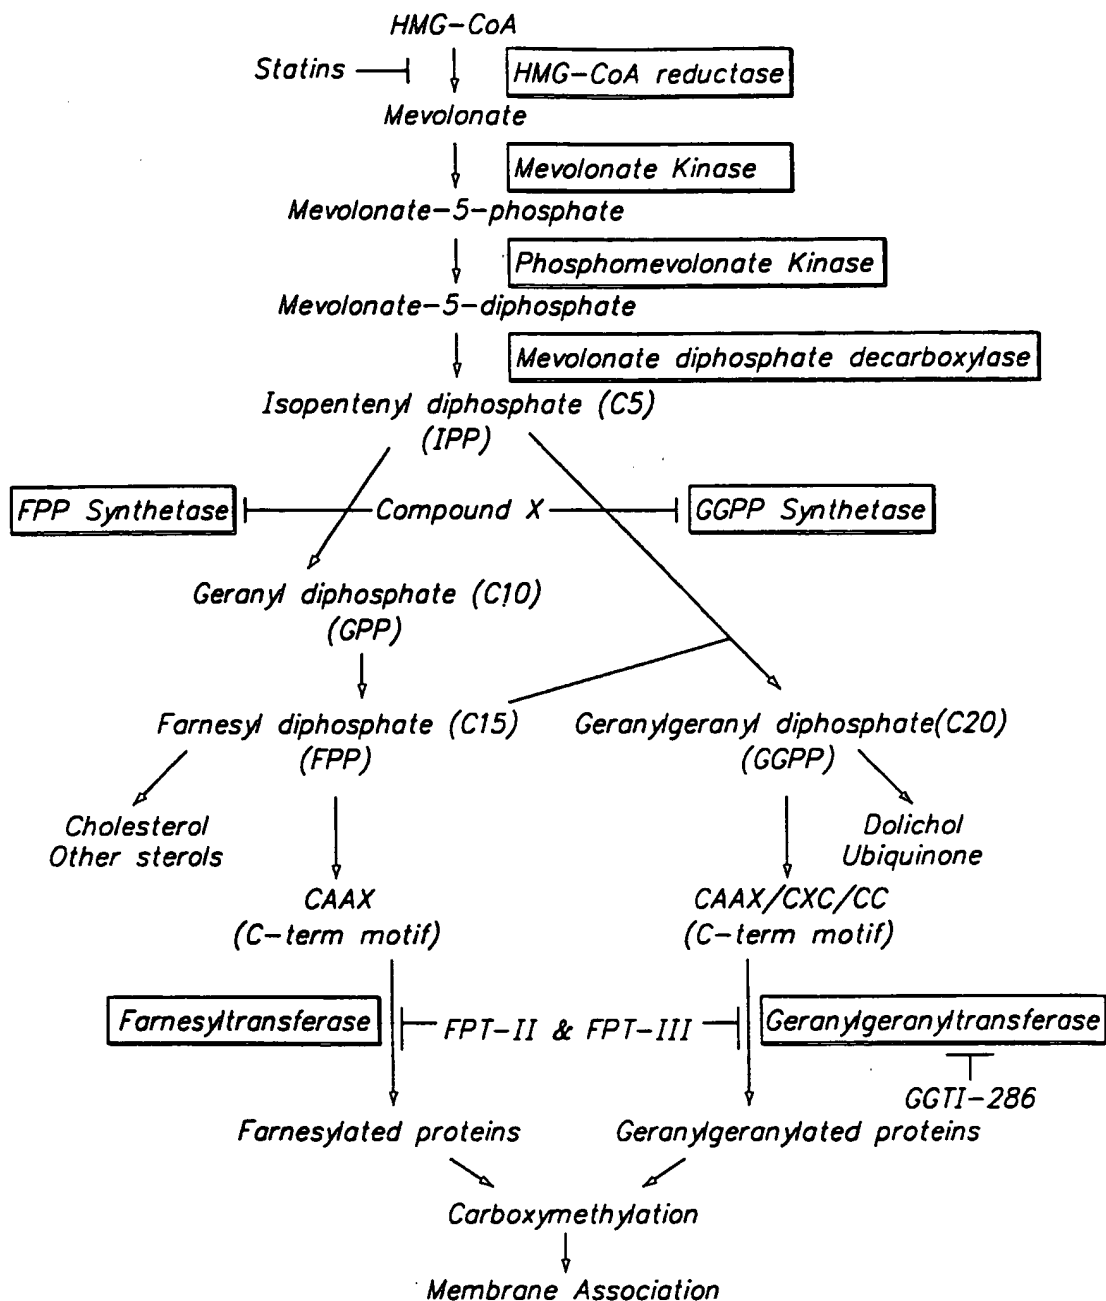 HMG-CoA
Statins
HMG-CoA reductase
Mevolonate
Mevolonate Kinase
Mevolonate-5-phosphate
Phosphomevolonate Kinase
Mevolonate-5-diphosphate
Mevolonate diphosphate decarboxylase
Isopentenyl diphosphate (C5)
(IPP)
FPP Synthetase
Compound X
GGPP Synthetase
Geranyl diphosphate (C10)
(GPP)
Farnesyl diphosphate (C15)
(FPP)
Geranylgeranyl diphosphate(C20)
(GGPP)
Cholesterol
Other sterols
Dolichol
Ubiquinone
CAAX
(C-term motif)
CAAX/CXC/CC
(C-term motif)
Farnesyltransferase
FPT-II & FPT-III
Geranylgeranyltransferase
GGTI-286
Farnesylated proteins
Geranylgeranylated proteins
Carboxymethylation
Membrane Association